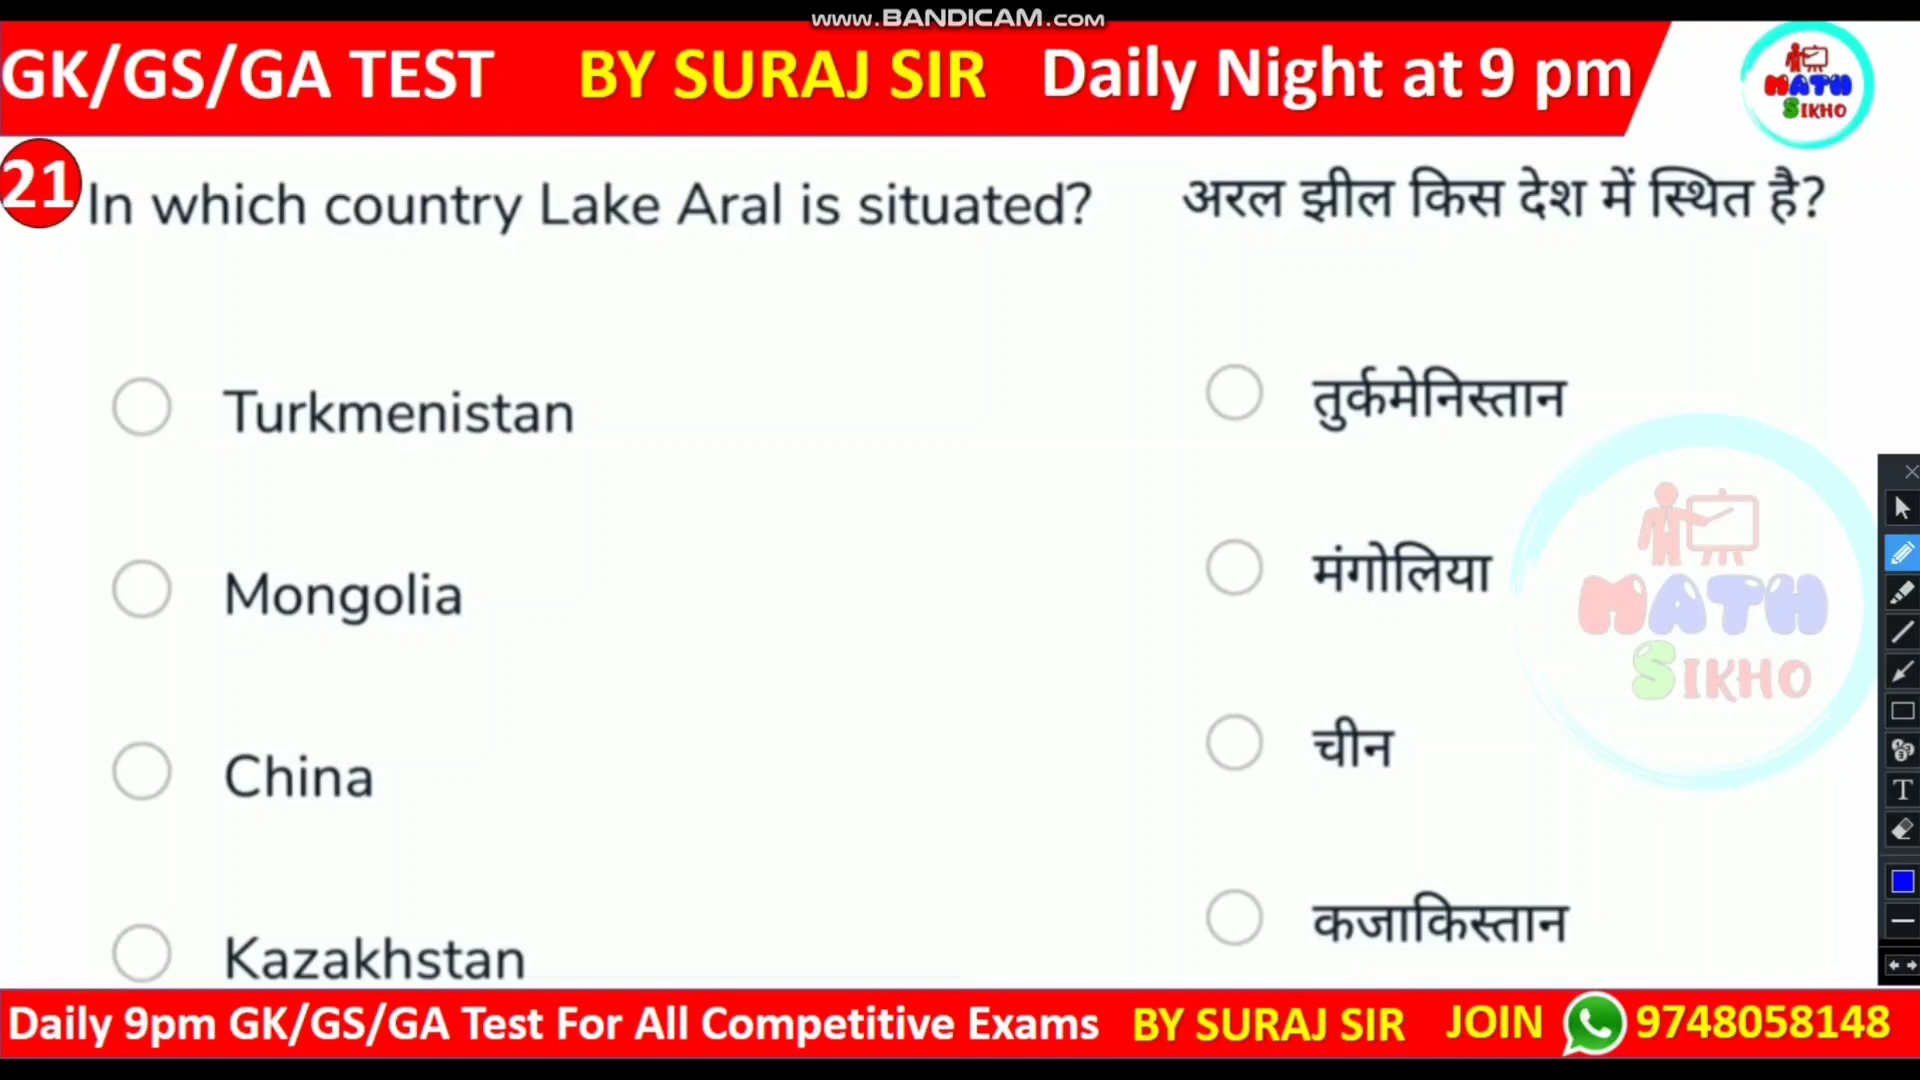 www.BANDICAM.com
GK/GS/GA TEST BY SURAJ SIR Daily Night at 9 pm
MATH
SIKHO
21
In which country Lake Aral is situated?
Turkmenistan
Mongolia
China
Kazakhstan
अरल झील किस देश में स्थित है?
तुर्कमेनिस्तान
मंगोलिया
चीन
कजाकिस्तान
MATH
SIKHO
T
Daily 9pm GK/GS/GA Test For All Competitive Exams BY SURAJ SIR JOIN 9748058148